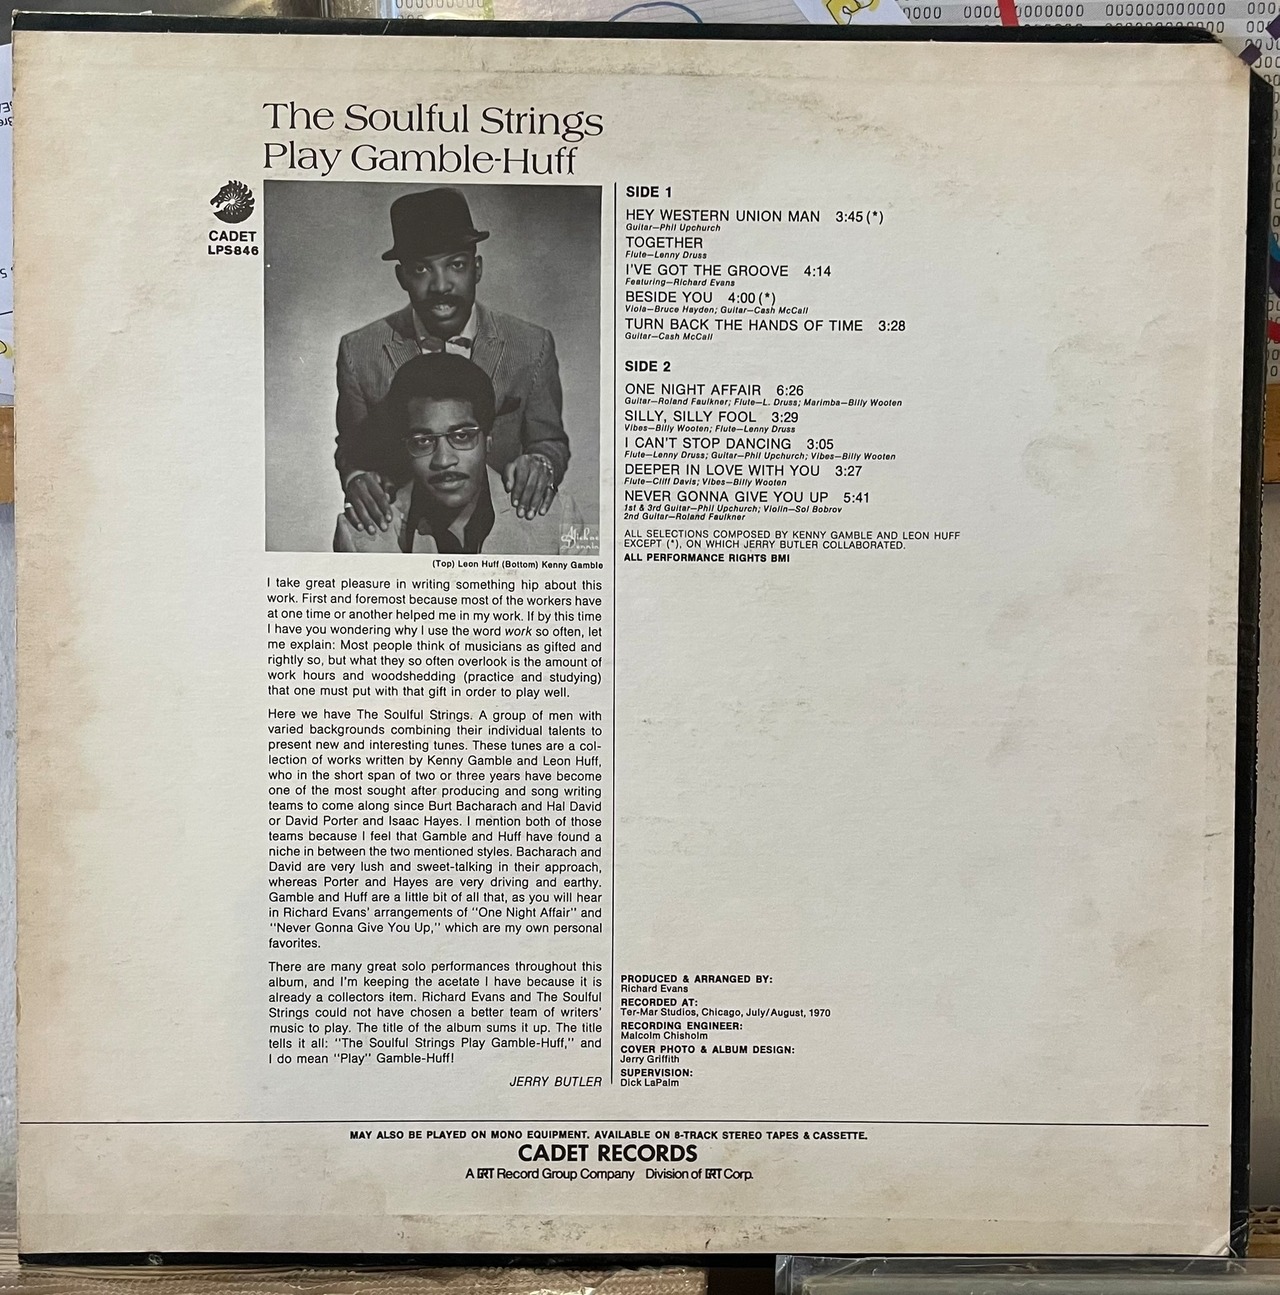 The Soulful Strings
Play Gamble-Huff
CADET
LPS846
(Top) Leon Huff (Bottom) Kenny Gamble
I take great pleasure in writing something hip about this
work. First and foremost because most of the workers have
at one time or another helped me in my work. If by this time
I have you wondering why I use the word work so often, let
me explain: Most people think of musicians as gifted and
rightly so, but what they so often overlook is the amount of
work hours and woodshedding (practice and studying)
that one must put with that gift in order to play well.
Here we have The Soulful Strings. A group of men with
varied backgrounds combining their individual talents to
present new and interesting tunes. These tunes are a col-
lection of works written by Kenny Gamble and Leon Huff,
who in the short span of two or three years have become
one of the most sought after producing and song writing
teams to come along since Burt Bacharach and Hal David
or David Porter and Isaac Hayes. I mention both of those
teams because I feel that Gamble and Huff have found a
niche in between the two mentioned styles. Bacharach and
David are very lush and sweet-talking in their approach,
whereas Porter and Hayes are very driving and earthy.
Gamble and Huff are a little bit of all that, as you will hear
in Richard Evans' arrangements of "One Night Affair" and
"Never Gonna Give You Up," which are my own personal
favorites.
There are many great solo performances throughout this
album, and I'm keeping the acetate I have because it is
already a collectors item. Richard Evans and The Soulful
Strings could not have chosen a better team of writers'
music to play. The title of the album sums it up. The title
tells it all: "The Soulful Strings Play Gamble-Huff," and
I do mean "Play" Gamble-Huff!
JERRY BUTLER
SIDE 1
HEY WESTERN UNION MAN 3:45 (*)
Guitar—Phil Upchurch
TOGETHER
Flute—Lenny Druss
I'VE GOT THE GROOVE 4:14
Featuring—Richard Evans
BESIDE YOU 4:00 (*)
Viola—Bruce Hayden; Guitar—Cash McCall
TURN BACK THE HANDS OF TIME 3:28
Guitar—Cash McCall
SIDE 2
ONE NIGHT AFFAIR 6:26
Guitar—Roland Faulkner; Flute—L. Druss; Marimba—Billy Wooten
SILLY, SILLY FOOL 3:29
Vibes—Billy Wooten; Flute—Lenny Druss
I CAN'T STOP DANCING 3:05
Flute—Lenny Druss; Guitar—Phil Upchurch; Vibes—Billy Wooten
DEEPER IN LOVE WITH YOU 3:27
Flute—Cliff Davis; Vibes—Billy Wooten
NEVER GONNA GIVE YOU UP 5:41
1st & 3rd Guitar—Phil Upchurch; Violin—Sol Bobrov
2nd Guitar—Roland Faulkner
ALL SELECTIONS COMPOSED BY KENNY GAMBLE AND LEON HUFF
EXCEPT (*), ON WHICH JERRY BUTLER COLLABORATED.
ALL PERFORMANCE RIGHTS BMI
PRODUCED & ARRANGED BY:
Richard Evans
RECORDED AT:
Ter-Mar Studios, Chicago, July/August, 1970
RECORDING ENGINEER:
Malcolm Chisholm
COVER PHOTO & ALBUM DESIGN:
Jerry Griffith
SUPERVISION:
Dick LaPalm
MAY ALSO BE PLAYED ON MONO EQUIPMENT. AVAILABLE ON 8-TRACK STEREO TAPES & CASSETTE.
CADET RECORDS
A GRT Record Group Company Division of GRT Corp.